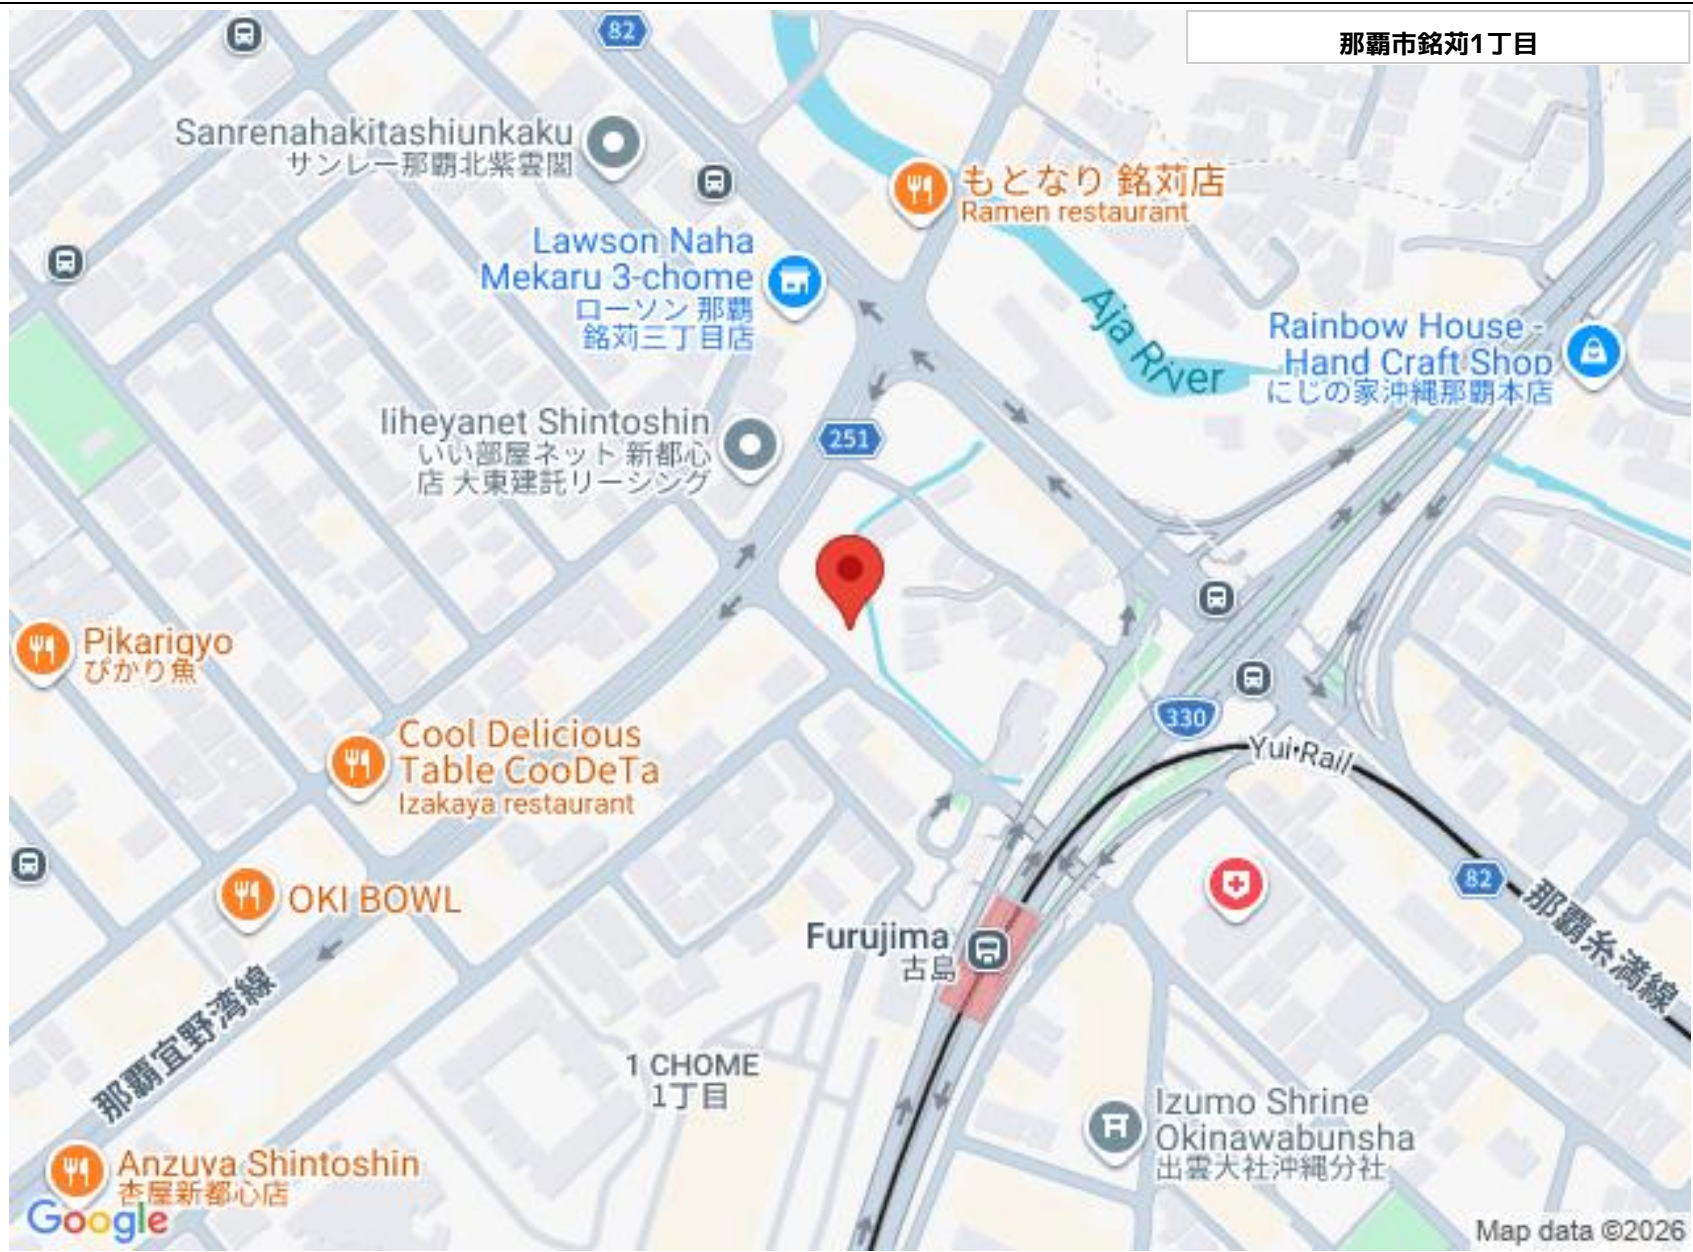 那覇市銘苅1丁目
82
Sanrenahakitashiunkaku
サンレー那覇北紫雲閣
もとなり 銘苅店
Ramen restaurant
Lawson Naha
Mekaru 3-chome
ローソン 那覇
銘苅三丁目店
Aja River
Rainbow House -
Hand Craft Shop
にじの家沖縄那覇本店
Iiheyanet Shintoshin
いい部屋ネット 新都心
店 大東建託リーシング
251
Pikarigyo
ぴかり魚
330
Yui-Rail
Cool Delicious
Table CooDeTa
Izakaya restaurant
OKI BOWL
82
那覇糸満線
Furujima
古島
那覇宜野湾線
1 CHOME
1丁目
Izumo Shrine
Okinawabunsha
出雲大社沖縄分社
Anzuya Shintoshin
杏屋新都心店
Google
Map data ©2026